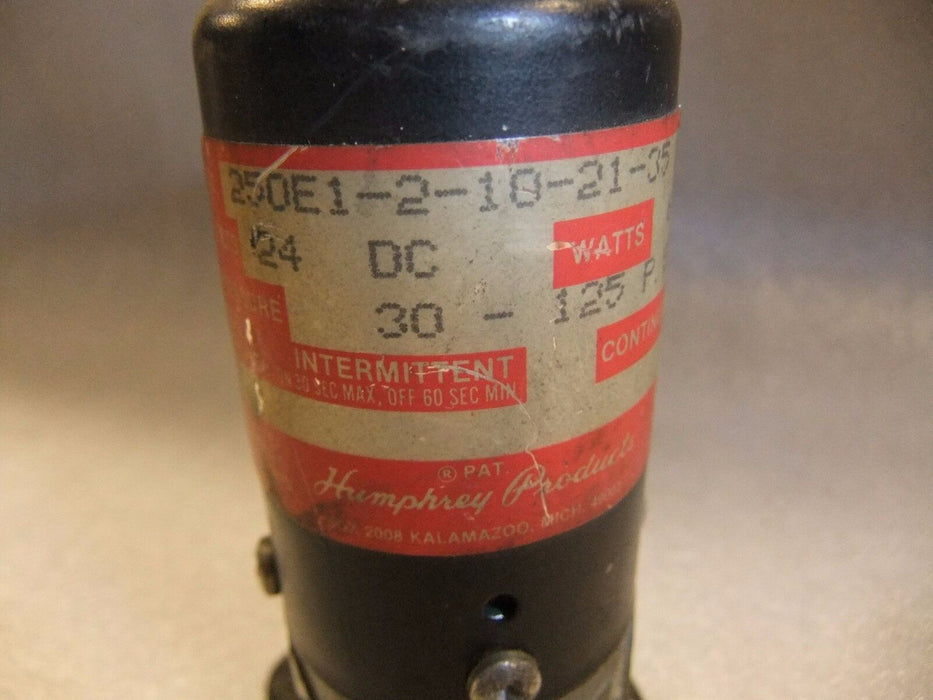 250E1-2-10-21-35
24 DC WATTS
30 - 125 P
INTERMITTENT CONTIN
ON 30 SEC MAX, OFF 60 SEC MIN.
® PAT.
Humphrey Products
2008 KALAMAZOO, MICH.